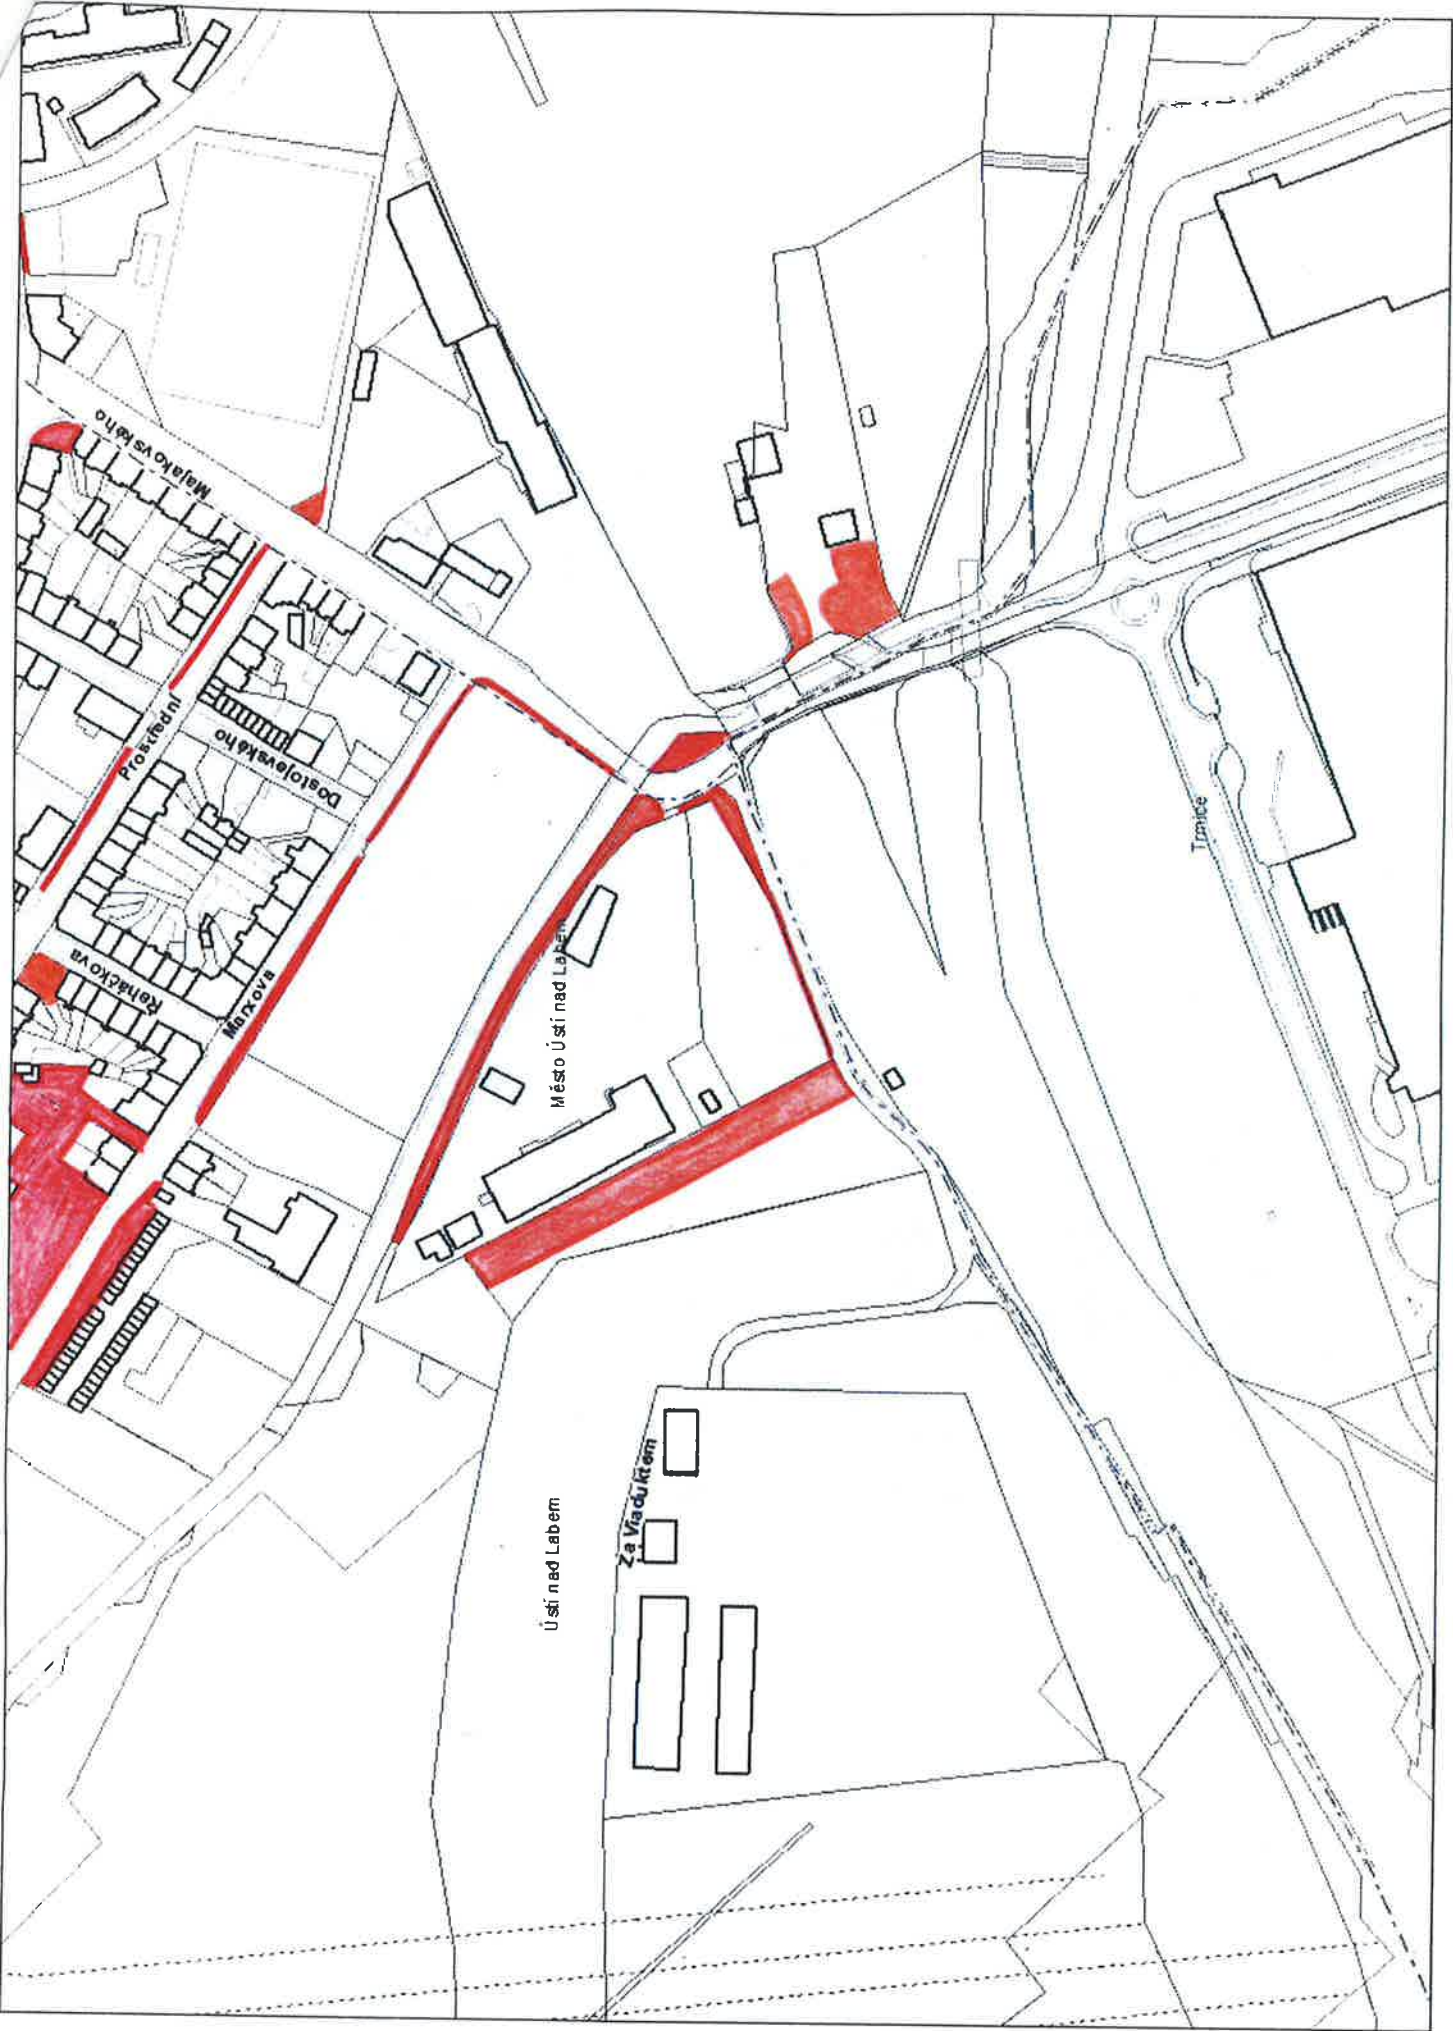 Majakovského
Prostřední
Dostojevského
Řeháčkova
Marxova
Město Ústí nad Labem
Trmice
Ústí nad Labem
Za Viaduktem